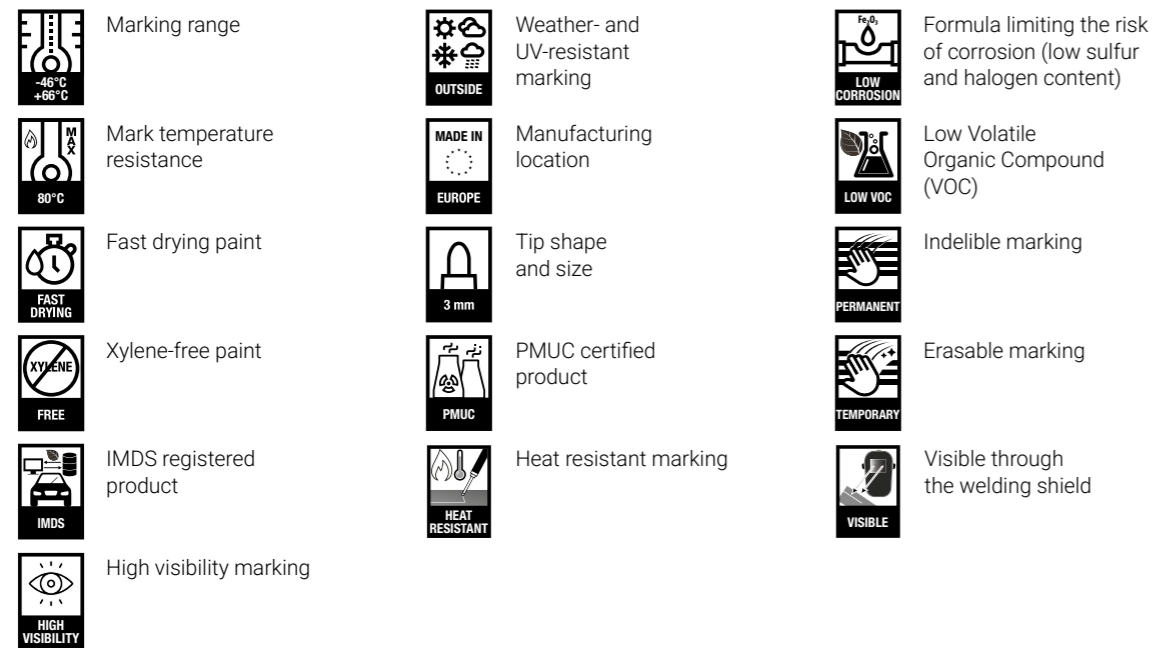 -46°C
+66°C
Marking range
MAX
80°C
Mark temperature
resistance
FAST
DRYING
Fast drying paint
XYLENE
FREE
Xylene-free paint
IMDS
IMDS registered
product
HIGH
VISIBILITY
High visibility marking
OUTSIDE
Weather- and
UV-resistant
marking
MADE IN
EUROPE
Manufacturing
location
3 mm
Tip shape
and size
PMUC
PMUC certified
product
HEAT
RESISTANT
Heat resistant marking
Fe₂O₃
LOW
CORROSION
Formula limiting the risk
of corrosion (low sulfur
and halogen content)
LOW VOC
Low Volatile
Organic Compound
(VOC)
PERMANENT
Indelible marking
TEMPORARY
Erasable marking
VISIBLE
Visible through
the welding shield